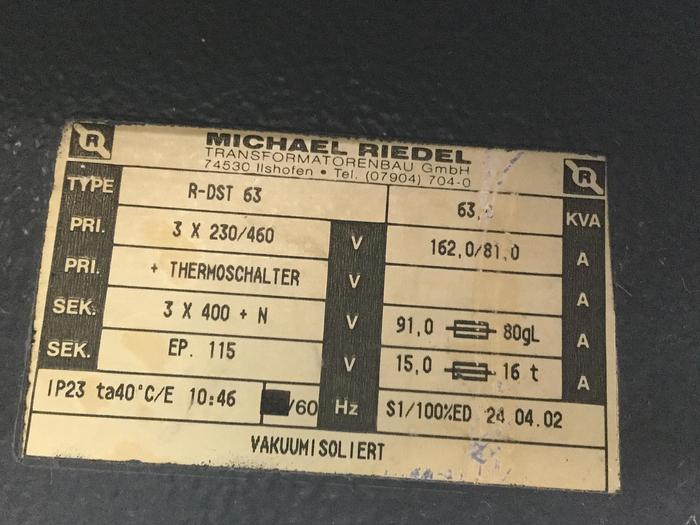 R MICHAEL RIEDEL R
TRANSFORMATORENBAU GmbH
74530 Ilshofen • Tel. (07904) 704-0
TYPE R-DST 63 63, KVA
PRI. 3 X 230/460 V 162,0/81,0 A
PRI. + THERMOSCHALTER V A
SEK. 3 X 400 + N V 91,0 80gL A
SEK. EP. 115 V 15,0 16 t A
IP23 ta40°C/E 10:46 /60 Hz S1/100%ED 24 04.02
VAKUUMISOLIERT